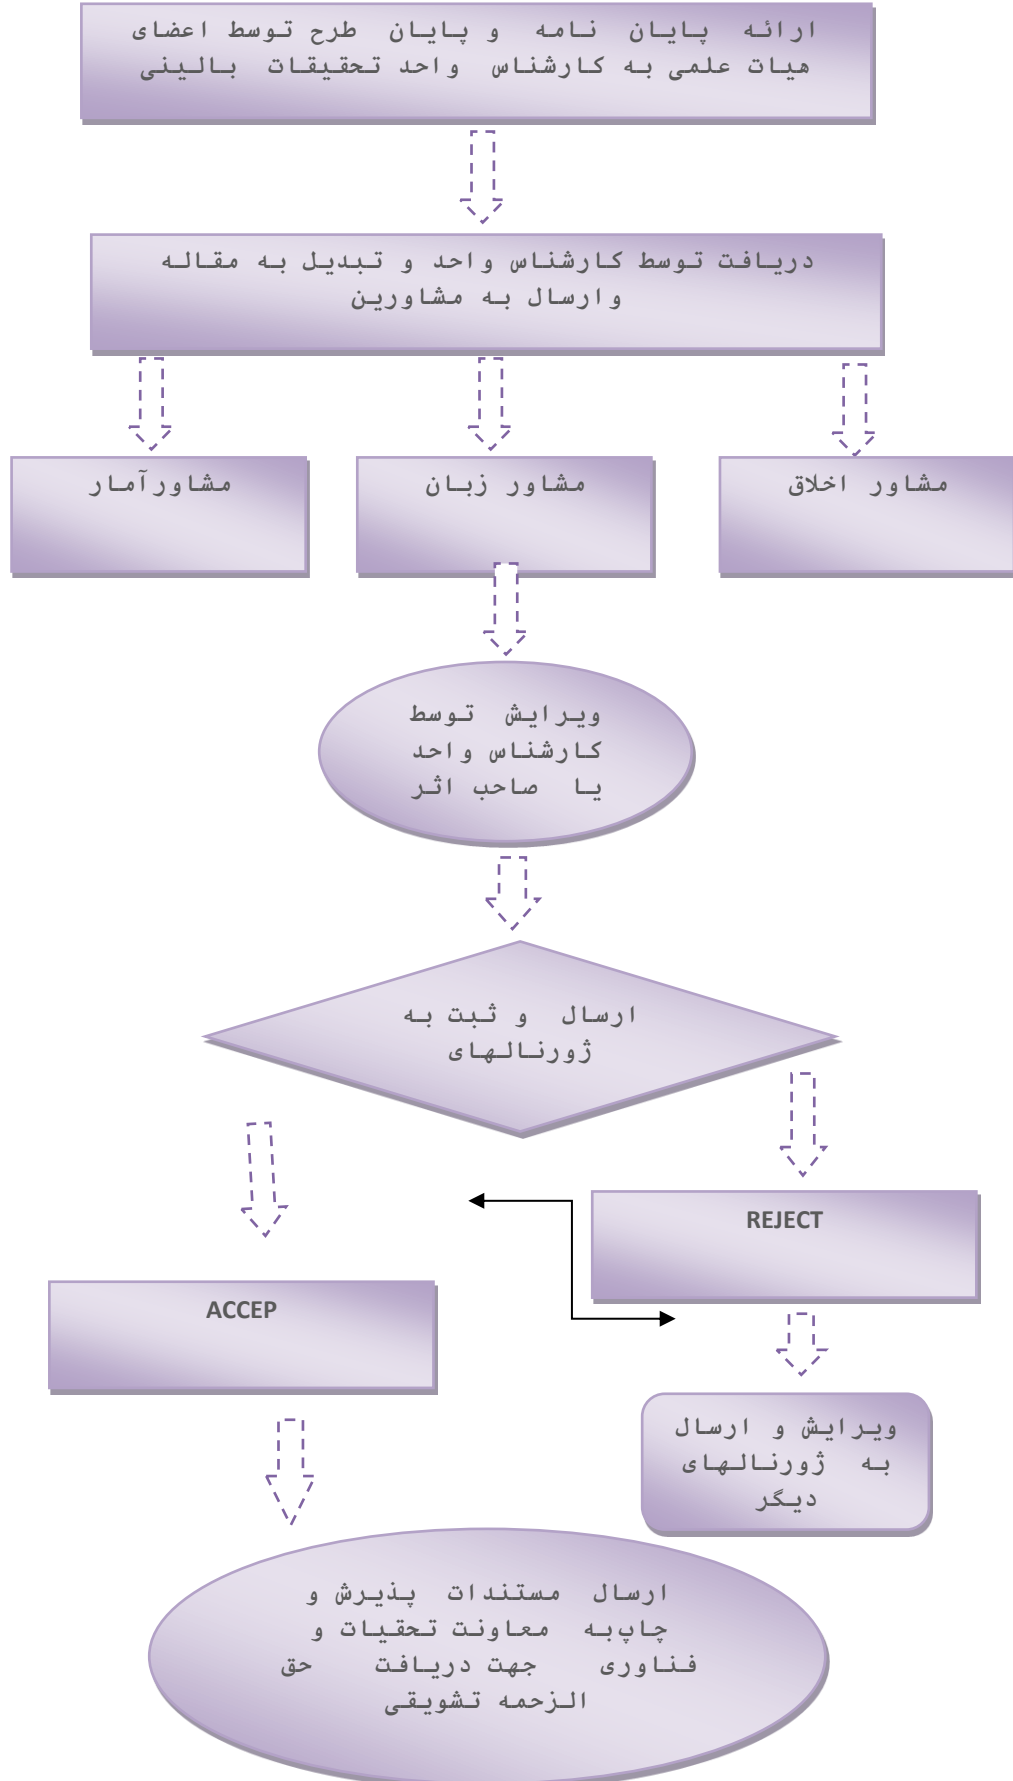 ارائه پایان نامه و پایان طرح توسط اعضای
هیات علمی به کارشناس واحد تحقیقات بالینی
دریافت توسط کارشناس واحد و تبدیل به مقاله
وارسال به مشاورین
مشاور اخلاق
مشاور زبان
مشاورآمار
ویرایش توسط
کارشناس واحد
یا صاحب اثر
ارسال و ثبت به
ژورنالهای
REJECT
ACCEP
ویرایش و ارسال
به ژورنالهای
دیگر
ارسال مستندات پذیرش و
چاپبه معاونت تحقیات و
فناوری جهت دریافت حق
الزحمه تشویقی